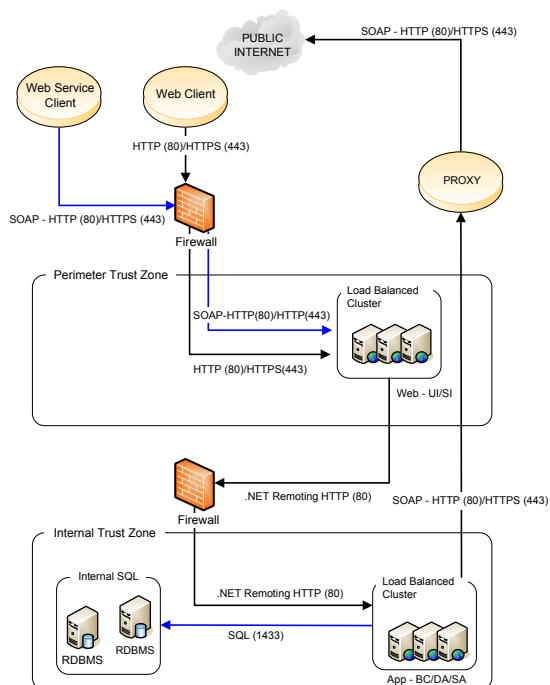 PUBLIC
INTERNET
SOAP - HTTP (80)/HTTPS (443)
Web Service
Client
Web Client
HTTP (80)/HTTPS (443)
PROXY
SOAP - HTTP (80)/HTTPS (443)
Firewall
Perimeter Trust Zone
Load Balanced
Cluster
SOAP-HTTP(80)/HTTP(443)
HTTP (80)/HTTPS(443)
Web - UI/SI
.NET Remoting HTTP (80)
SOAP - HTTP (80)/HTTPS (443)
Firewall
Internal Trust Zone
Internal SQL
Load Balanced
Cluster
.NET Remoting HTTP (80)
SQL (1433)
RDBMS
RDBMS
App - BC/DA/SA